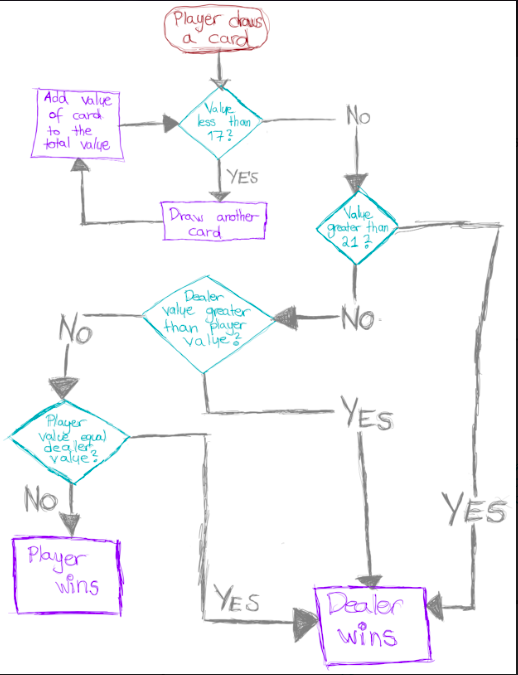 Player draws
a card
Add value
of card
to the
total value
Value
less than
17?
No
YES
Draw another
card
Value
greater than
21?
Dealer
value greater
than player
value?
No
No
YES
Player
value equal
dealers
value?
No
YES
Player
wins
YES
Dealer
wins